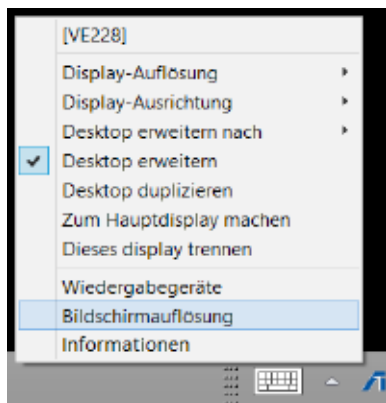 [VE228]
Display-Auflösung
Display-Ausrichtung
Desktop erweitern nach
Desktop erweitern
Desktop duplizieren
Zum Hauptdisplay machen
Dieses display trennen
Wiedergabegeräte
Bildschirmauflösung
Informationen